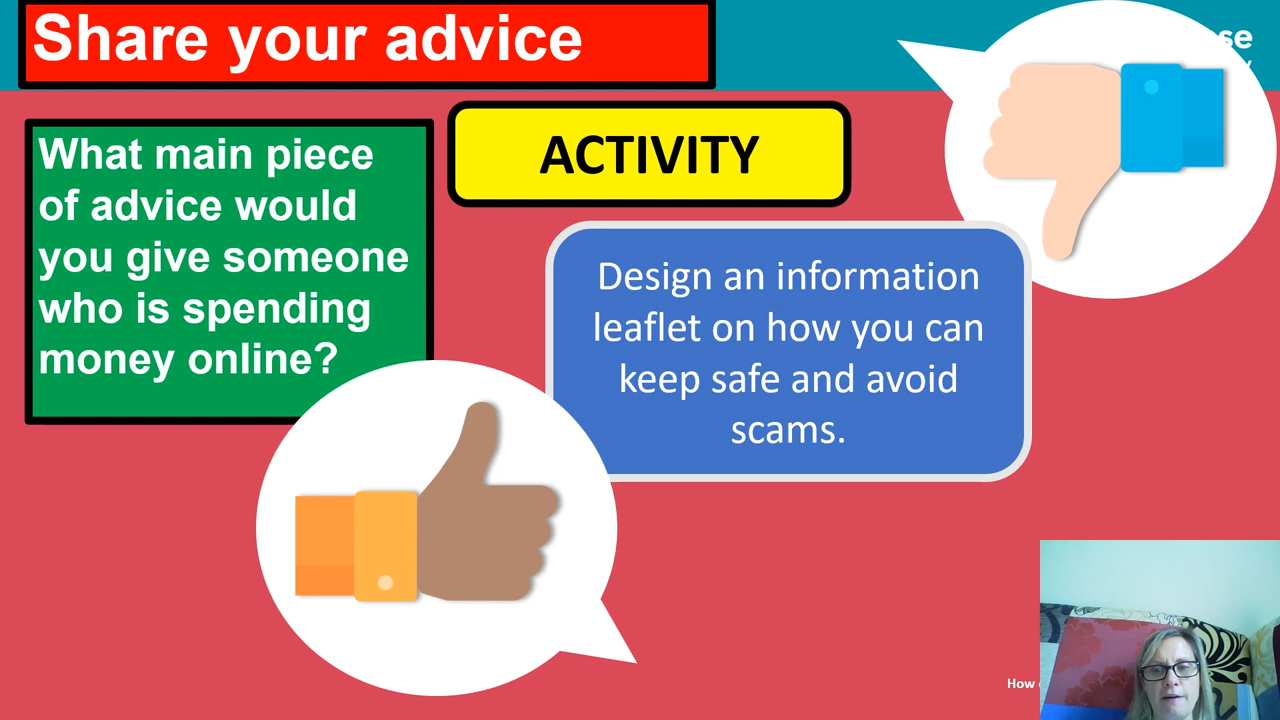 Share your advice
What main piece
of advice would
you give someone
who is spending
money online?
ACTIVITY
Design an information
leaflet on how you can
keep safe and avoid
scams.
How